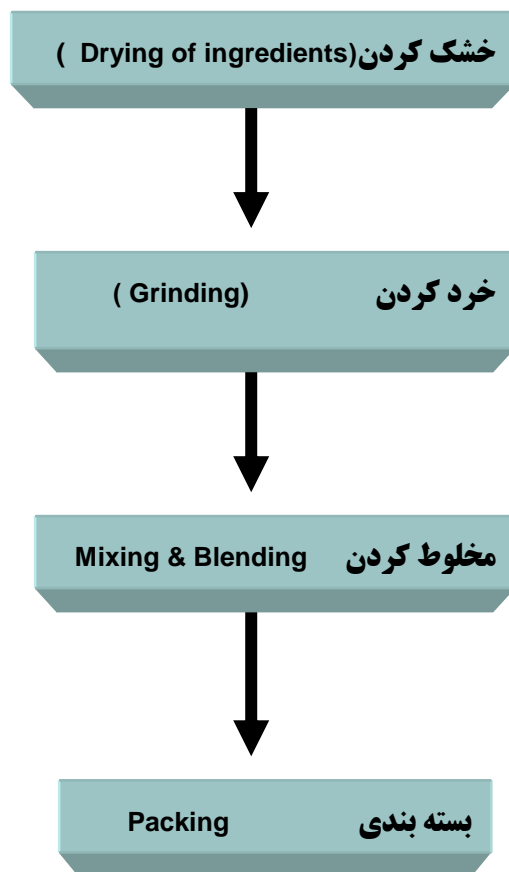 خشک کردن(Drying of ingredients )
خرد کردن (Grinding )
مخلوط کردن Mixing & Blending
بسته بندی Packing